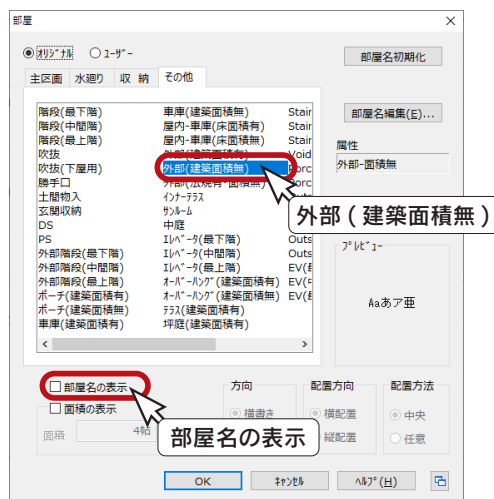 部屋
オリジナル ユーザー
部屋名初期化
主区画 水廻り 収 納 その他
階段(最下階) 車庫(建築面積無) Stair
階段(中間階) 屋内-車庫(床面積有) Stair
階段(最上階) 屋内-車庫(床面積無) Stair
吹抜 Void
吹抜(下屋用) 外部(建築面積無)
勝手口
土間物入 インナーテラス
玄関収納 サンルーム
DS 中庭
PS エレベータ(最下階) Outs
外部階段(最下階) エレベータ(中間階) Outs
外部階段(中間階) エレベータ(最上階) EV(
外部階段(最上階) オーバーハング(建築面積有) EV(
ポーチ(建築面積有) オーバーハング(建築面積無) EV(
ポーチ(建築面積無) テラス(建築面積有)
車庫(建築面積有) 坪庭(建築面積無)
部屋名編集(E)...
属性
外部-面積無
外部(建築面積無)
プレビュー
Aaあア亜
部屋名の表示
面積の表示
面積 4帖
部屋名の表示
方向
横書き
配置方向
横配置
縦配置
配置方法
中央
任意
OK キャンセル ヘルプ(H)